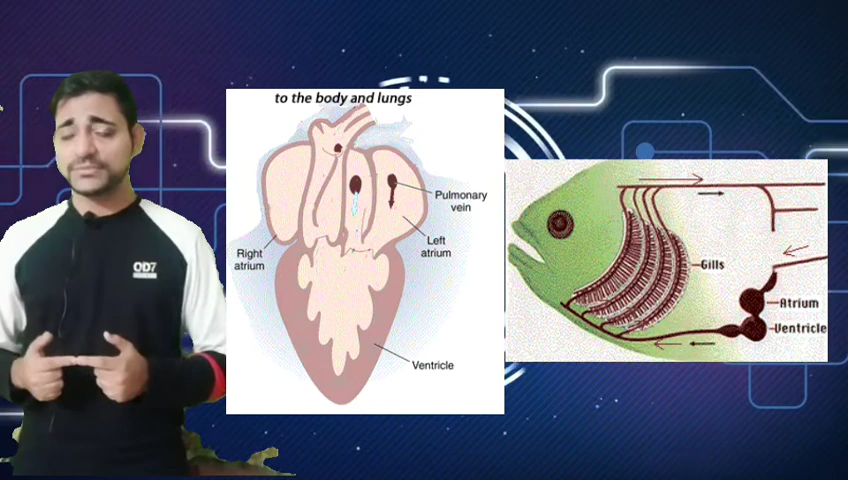 to the body and lungs
Pulmonary
vein
Right
atrium
Left
atrium
Ventricle
OD7
Gills
Atrium
Ventricle